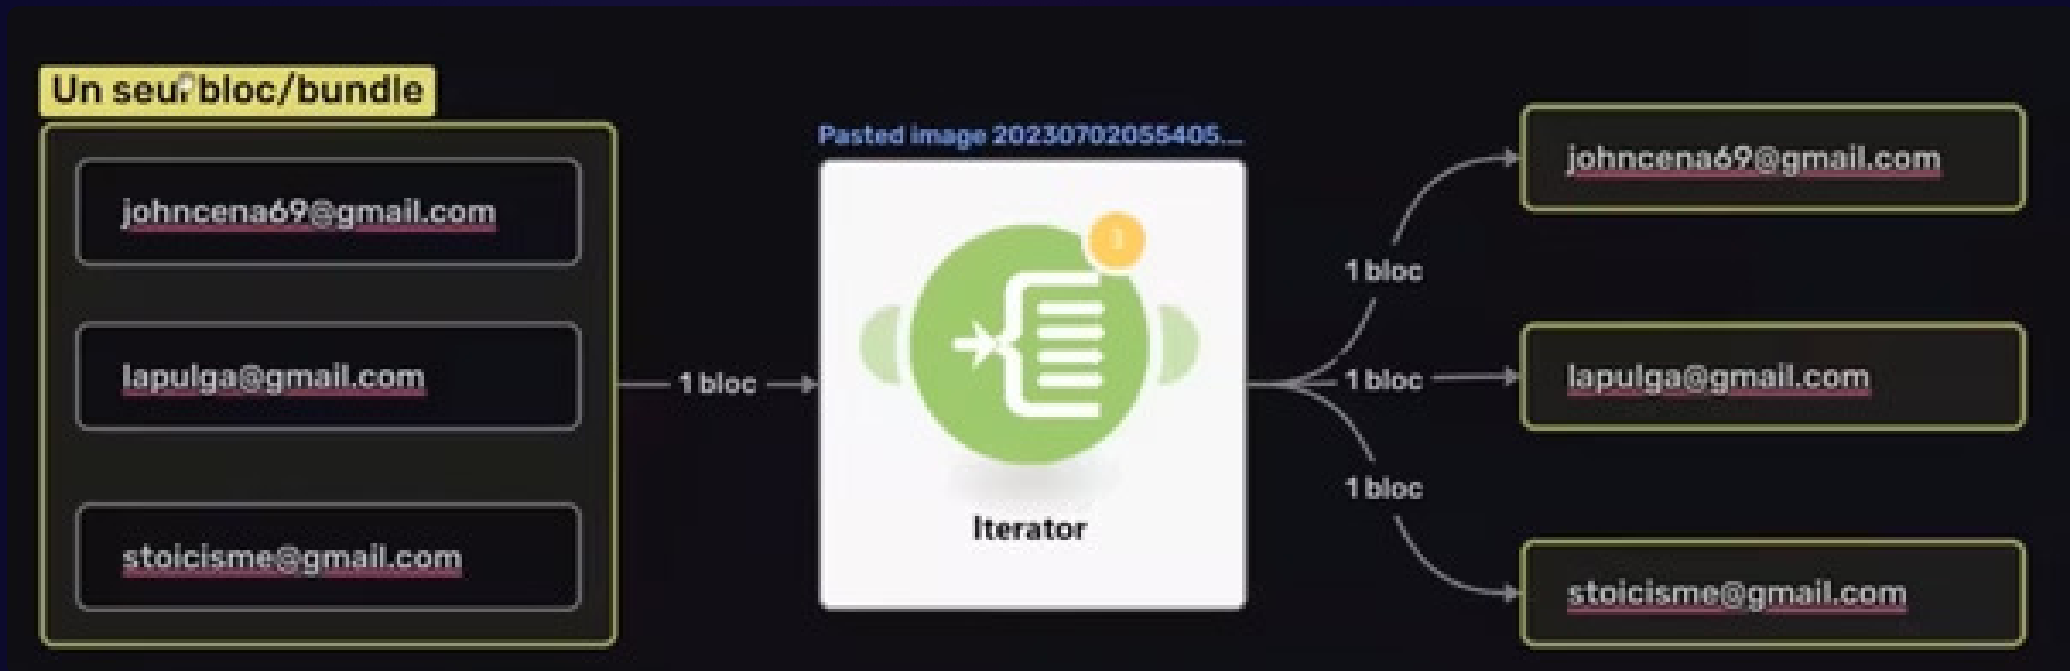 Un seul bloc/bundle
johncena69@gmail.com
lapulga@gmail.com
stoicisme@gmail.com
1 bloc
Pasted image 20230702055405...
Iterator
1 bloc
1 bloc
1 bloc
johncena69@gmail.com
lapulga@gmail.com
stoicisme@gmail.com